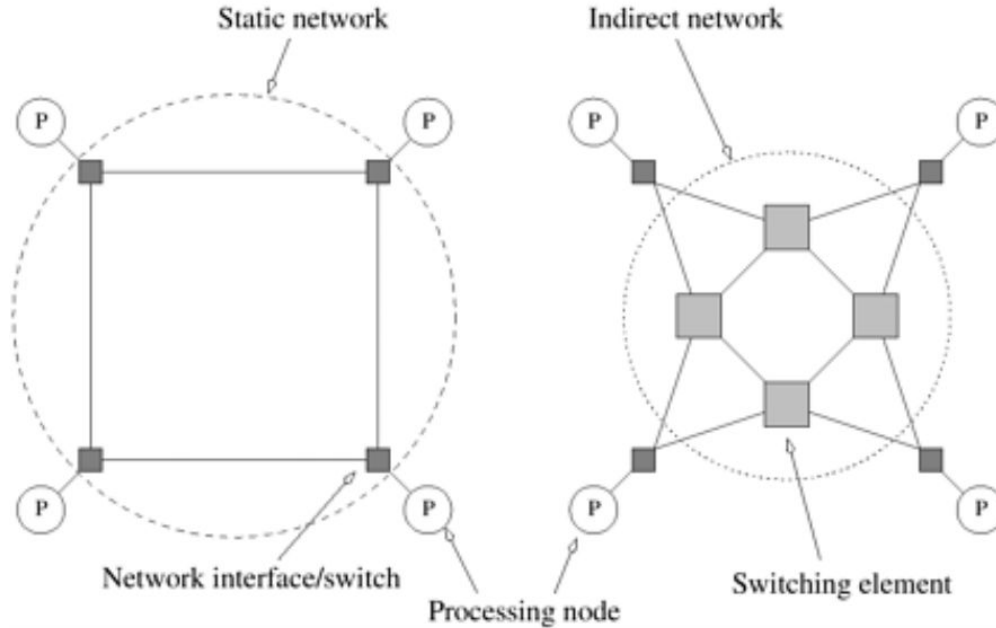 Static network
Indirect network
P
P
P
P
P
P
P
P
Network interface/switch
Processing node
Switching element